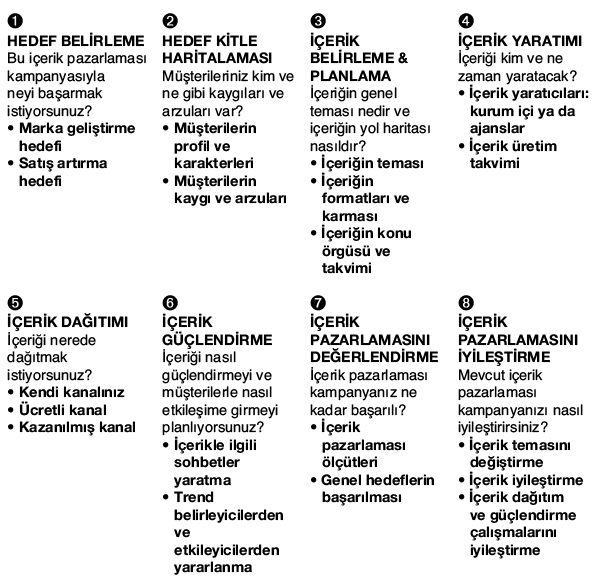 ❶
HEDEF BELİRLEME
Bu içerik pazarlaması
kampanyasıyla
neyi başarmak
istiyorsunuz?
• Marka geliştirme
hedefi
• Satış artırma
hedefi
❷
HEDEF KİTLE
HARİTALAMASI
Müşterileriniz kim ve
ne gibi kaygıları ve
arzuları var?
• Müşterilerin
profil ve
karakterleri
• Müşterilerin
kaygı ve arzuları
❸
İÇERİK
BELİRLEME &
PLANLAMA
İçeriğin genel
teması nedir ve
içeriğin yol haritası
nasıldır?
• İçeriğin teması
• İçeriğin
formatları ve
karması
• İçeriğin konu
örgüsü ve
takvimi
❹
İÇERİK YARATIMI
İçeriği kim ve ne
zaman yaratacak?
• İçerik yaratıcıları:
kurum içi ya da
ajanslar
• İçerik üretim
takvimi
❺
İÇERİK DAĞITIMI
İçeriği nerede
dağıtmak
istiyorsunuz?
• Kendi kanalınız
• Ücretli kanal
• Kazanılmış kanal
❻
İÇERİK
GÜÇLENDİRME
İçeriği nasıl
güçlendirmeyi ve
müşterilerle nasıl
etkileşime girmeyi
planlıyorsunuz?
• İçerikle ilgili
sohbetler
yaratma
• Trend
belirleyicilerden
ve
etkileyicilerden
yararlanma
❼
İÇERİK
PAZARLAMASINI
DEĞERLENDİRME
İçerik pazarlaması
kampanyanız ne
kadar başarılı?
• İçerik
pazarlaması
ölçütleri
• Genel hedeflerin
başarılması
❽
İÇERİK
PAZARLAMASINI
İYİLEŞTİRME
Mevcut içerik
pazarlaması
kampanyanızı nasıl
iyileştirirsiniz?
• İçerik temasını
değiştirme
• İçerik iyileştirme
• İçerik dağıtım
ve güçlendirme
çalışmalarını
iyileştirme